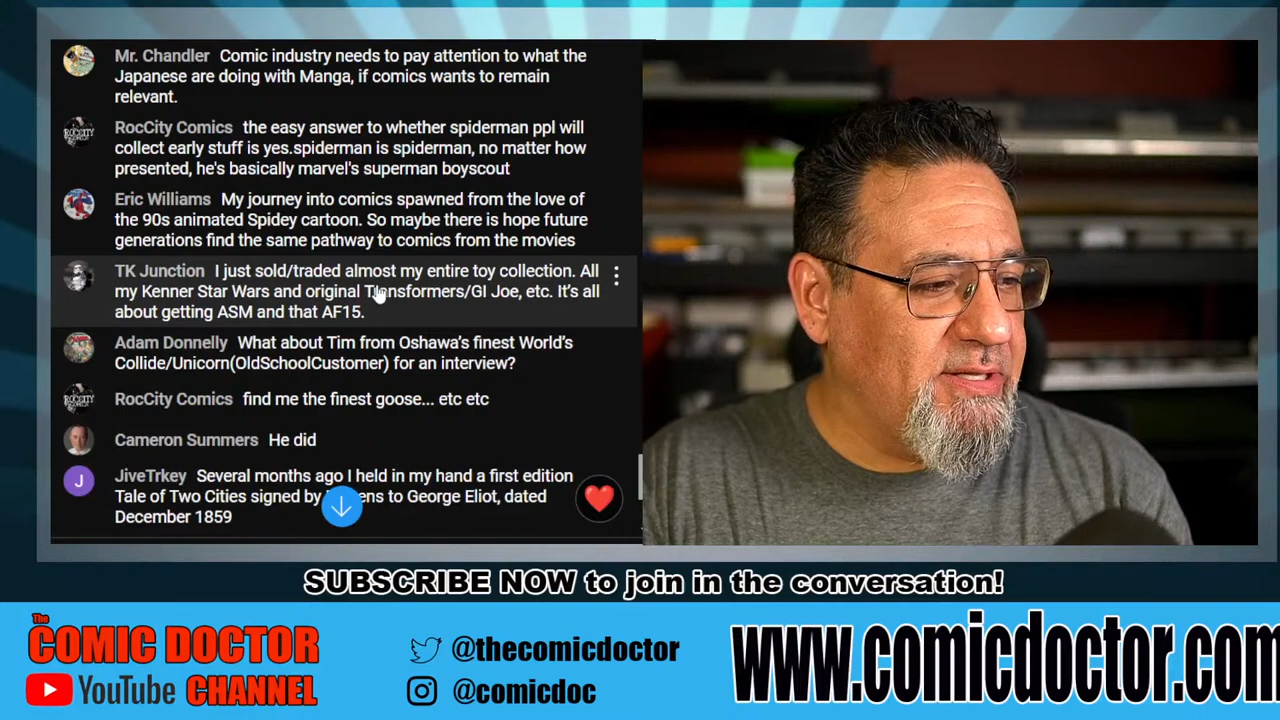 Mr. Chandler Comic industry needs to pay attention to what the
Japanese are doing with Manga, if comics wants to remain
relevant.
RocCity Comics the easy answer to whether spiderman ppl will
collect early stuff is yes.spiderman is spiderman, no matter how
presented, he's basically marvel's superman boyscout
Eric Williams My journey into comics spawned from the love of
the 90s animated Spidey cartoon. So maybe there is hope future
generations find the same pathway to comics from the movies
TK Junction I just sold/traded almost my entire toy collection. All
my Kenner Star Wars and original Transformers/GI Joe, etc. It's all
about getting ASM and that AF15.
Adam Donnelly What about Tim from Oshawa's finest World's
Collide/Unicorn(OldSchoolCustomer) for an interview?
RocCity Comics find me the finest goose... etc etc
Cameron Summers He did
J
JiveTrkey Several months ago I held in my hand a first edition
Tale of Two Cities signed by to George Eliot, dated
December 1859
SUBSCRIBE NOW to join in the conversation!
The
COMIC DOCTOR
YouTube CHANNEL
@thecomicdoctor
@comicdoc
www.comicdoctor.com